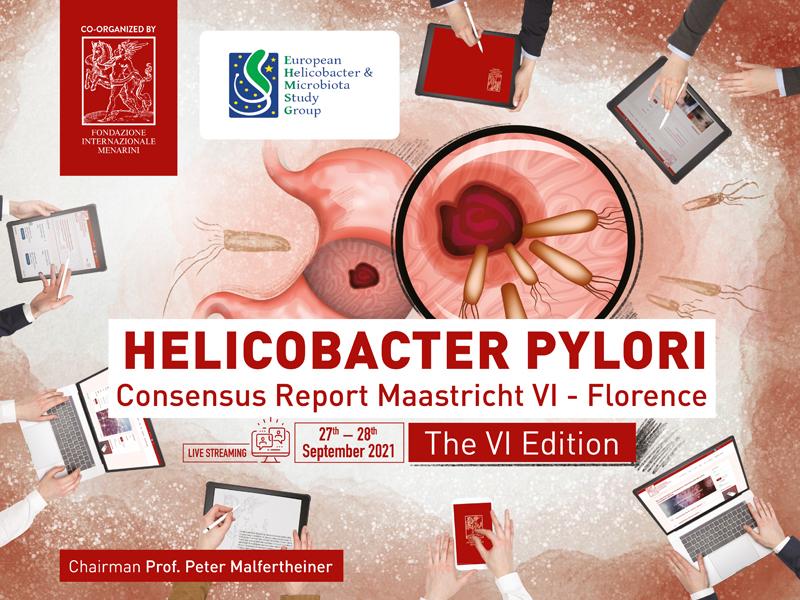 CO-ORGANIZED BY
FONDAZIONE
INTERNAZIONALE
MENARINI
European
Helicobacter &
Microbiota
Study
Group
HELICOBACTER PYLORI
Consensus Report Maastricht VI - Florence
LIVE STREAMING
27th – 28th
September 2021
The VI Edition
Chairman Prof. Peter Malfertheiner